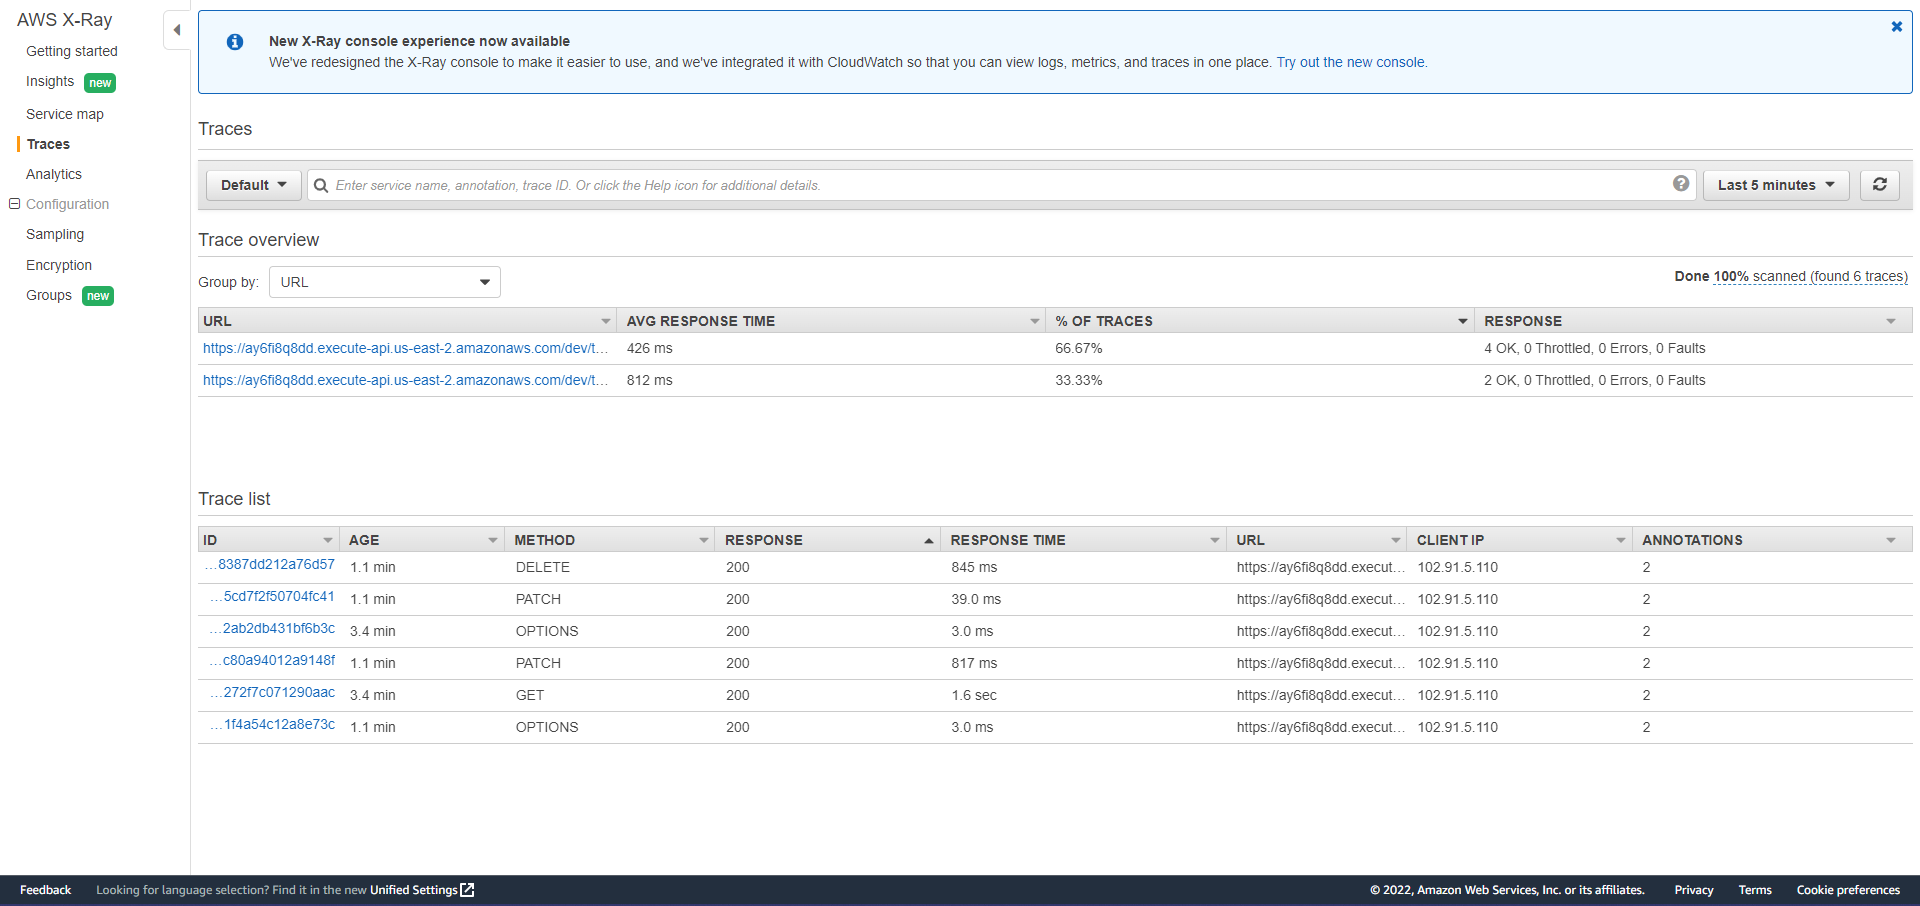 AWS X-Ray
Getting started
Insights new
Service map
Traces
Analytics
Configuration
Sampling
Encryption
Groups new
New X-Ray console experience now available
We've redesigned the X-Ray console to make it easier to use, and we've integrated it with CloudWatch so that you can view logs, metrics, and traces in one place. Try out the new console.
Traces
Default Enter service name, annotation, trace ID. Or click the Help icon for additional details. ? Last 5 minutes
Trace overview
Group by: URL Done 100% scanned (found 6 traces)
URL AVG RESPONSE TIME % OF TRACES RESPONSE
https://ay6fi8q8dd.execute-api.us-east-2.amazonaws.com/dev/t... 426 ms 66.67% 4 OK, 0 Throttled, 0 Errors, 0 Faults
https://ay6fi8q8dd.execute-api.us-east-2.amazonaws.com/dev/t... 812 ms 33.33% 2 OK, 0 Throttled, 0 Errors, 0 Faults
Trace list
ID AGE METHOD RESPONSE RESPONSE TIME URL CLIENT IP ANNOTATIONS
...8387dd212a76d57 1.1 min DELETE 200 845 ms https://ay6fi8q8dd.execut... 102.91.5.110 2
...5cd7f2f50704fc41 1.1 min PATCH 200 39.0 ms https://ay6fi8q8dd.execut... 102.91.5.110 2
...2ab2db431bf6b3c 3.4 min OPTIONS 200 3.0 ms https://ay6fi8q8dd.execut... 102.91.5.110 2
...c80a94012a9148f 1.1 min PATCH 200 817 ms https://ay6fi8q8dd.execut... 102.91.5.110 2
...272f7c071290aac 3.4 min GET 200 1.6 sec https://ay6fi8q8dd.execut... 102.91.5.110 2
...1f4a54c12a8e73c 1.1 min OPTIONS 200 3.0 ms https://ay6fi8q8dd.execut... 102.91.5.110 2
Feedback Looking for language selection? Find it in the new Unified Settings © 2022, Amazon Web Services, Inc. or its affiliates. Privacy Terms Cookie preferences